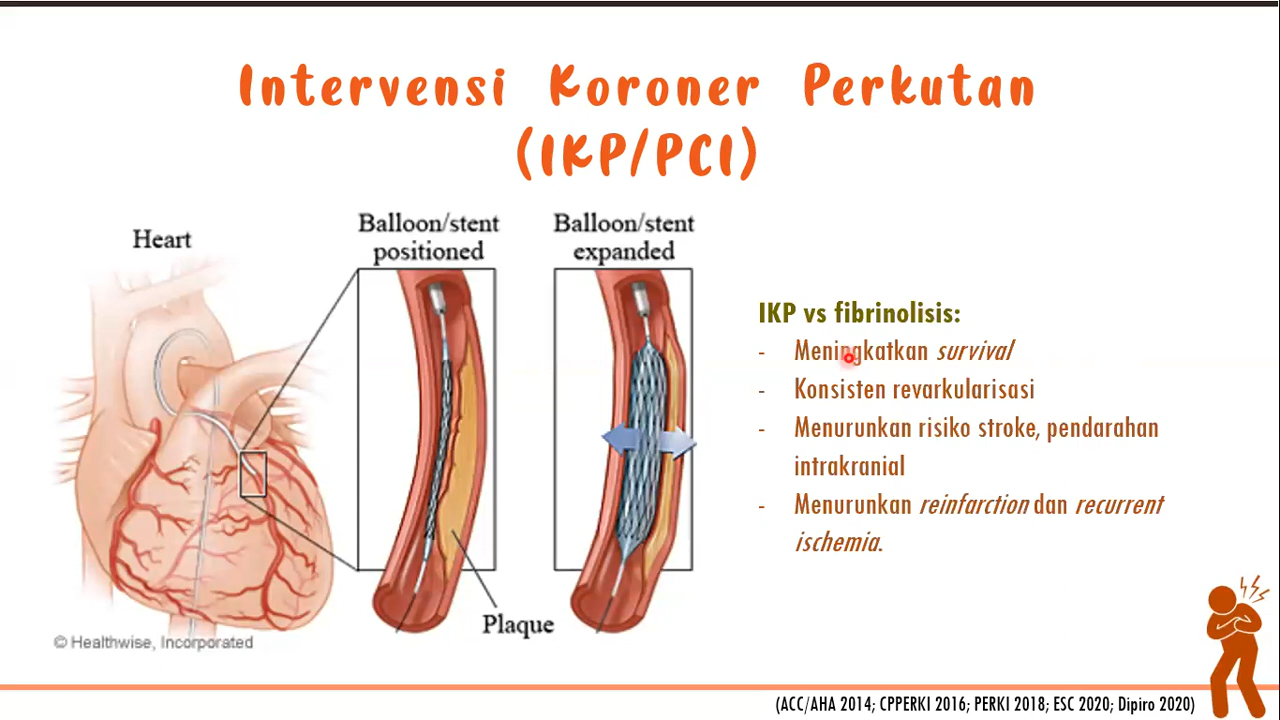 Intervensi Koroner Perkutan
(IKP/PCI)
Heart
Balloon/stent
positioned
Balloon/stent
expanded
Plaque
© Healthwise, Incorporated
IKP vs fibrinolisis:
- Meningkatkan survival
- Konsisten revarkularisasi
- Menurunkan risiko stroke, pendarahan
intrakranial
- Menurunkan reinfarction dan recurrent
ischemia.
(ACC/AHA 2014; CPPERKI 2016; PERKI 2018; ESC 2020; Dipiro 2020)